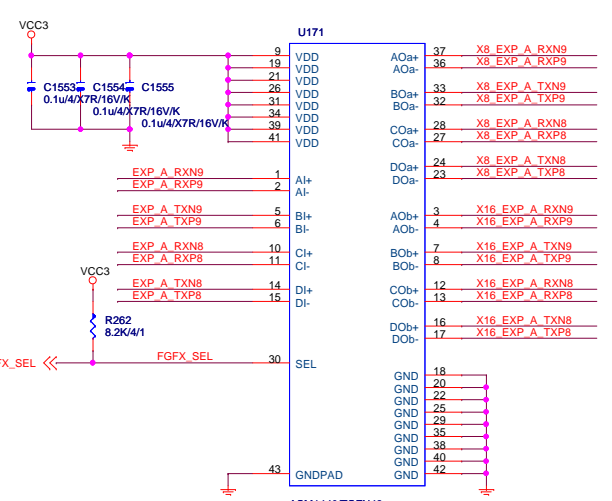 U171
VCC3
C1553
0.1u/4/X7R/16V/K
C1554
0.1u/4/X7R/16V/K
C1555
0.1u/4/X7R/16V/K
9 VDD
19 VDD
21 VDD
26 VDD
31 VDD
34 VDD
39 VDD
41 VDD
EXP_A_RXN9 1 AI+
EXP_A_RXP9 2 AI-
EXP_A_TXN9 5 BI+
EXP_A_TXP9 6 BI-
EXP_A_RXN8 10 CI+
EXP_A_RXP8 11 CI-
EXP_A_TXN8 14 DI+
EXP_A_TXP8 15 DI-
VCC3
R262
8.2K/4/1
X_SEL FGFX_SEL 30 SEL
43 GNDPAD
AOa+ 37 X8_EXP_A_RXN9
AOa- 36 X8_EXP_A_RXP9
BOa+ 33 X8_EXP_A_TXN9
BOa- 32 X8_EXP_A_TXP9
COa+ 28 X8_EXP_A_RXN8
COa- 27 X8_EXP_A_RXP8
DOa+ 24 X8_EXP_A_TXN8
DOa- 23 X8_EXP_A_TXP8
AOb+ 3 X16_EXP_A_RXN9
AOb- 4 X16_EXP_A_RXP9
BOb+ 7 X16_EXP_A_TXN9
BOb- 8 X16_EXP_A_TXP9
COb+ 12 X16_EXP_A_RXN8
COb- 13 X16_EXP_A_RXP8
DOb+ 16 X16_EXP_A_TXN8
DOb- 17 X16_EXP_A_TXP8
GND 18
GND 20
GND 22
GND 25
GND 29
GND 35
GND 38
GND 40
GND 42